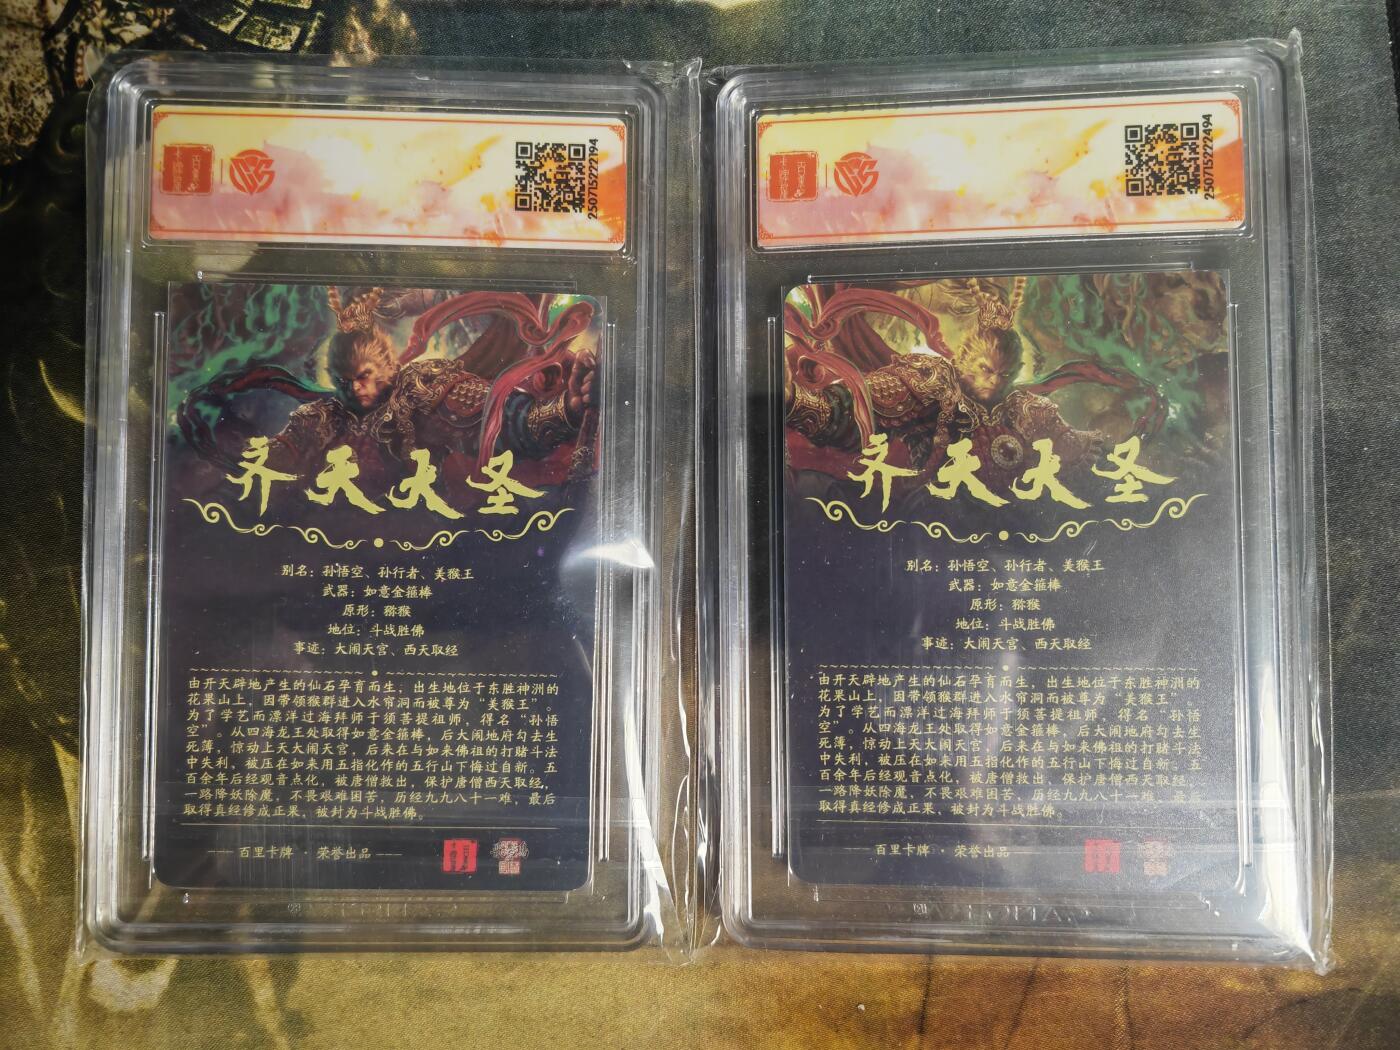 250715222194
齐天大圣
别名：孙悟空、孙行者、美猴王
武器：如意金箍棒
原形：猕猴
地位：斗战胜佛
事迹：大闹天宫、西天取经
由开天辟地产生的仙石孕育而生，出生地位于东胜神洲的
花果山上，因带领猴群进入水帘洞而被尊为“美猴王”。
为了学艺而漂洋过海拜师于须菩提祖师，得名“孙悟
空”。从四海龙王处取得如意金箍棒，后大闹地府勾去生
死薄，惊动上天大闹天宫，后来在与如来佛祖的打赌斗法
中失利，被压在如来用五指化作的五行山下悔过自新。五
百余年后经观音点化，被唐僧救出，保护唐僧西天取经，
一路降妖除魔，不畏艰难困苦，历经九九八十一难，最后
取得真经修成正果，被封为斗战胜佛。
百里卡牌 · 荣誉出品
250715222494
齐天大圣
别名：孙悟空、孙行者、美猴王
武器：如意金箍棒
原形：猕猴
地位：斗战胜佛
事迹：大闹天宫、西天取经
由开天辟地产生的仙石孕育而生，出生地位于东胜神洲的
花果山上，因带领猴群进入水帘洞而被尊为“美猴王”。
为了学艺而漂洋过海拜师于须菩提祖师，得名“孙悟
空”。从四海龙王处取得如意金箍棒，后大闹地府勾去生
死薄，惊动上天大闹天宫，后来在与如来佛祖的打赌斗法
中失利，被压在如来用五指化作的五行山下悔过自新。五
百余年后经观音点化，被唐僧救出，保护唐僧西天取经，
一路降妖除魔，不畏艰难困苦，历经九九八十一难，最后
取得真经修成正果，被封为斗战胜佛。
百里卡牌 · 荣誉出品